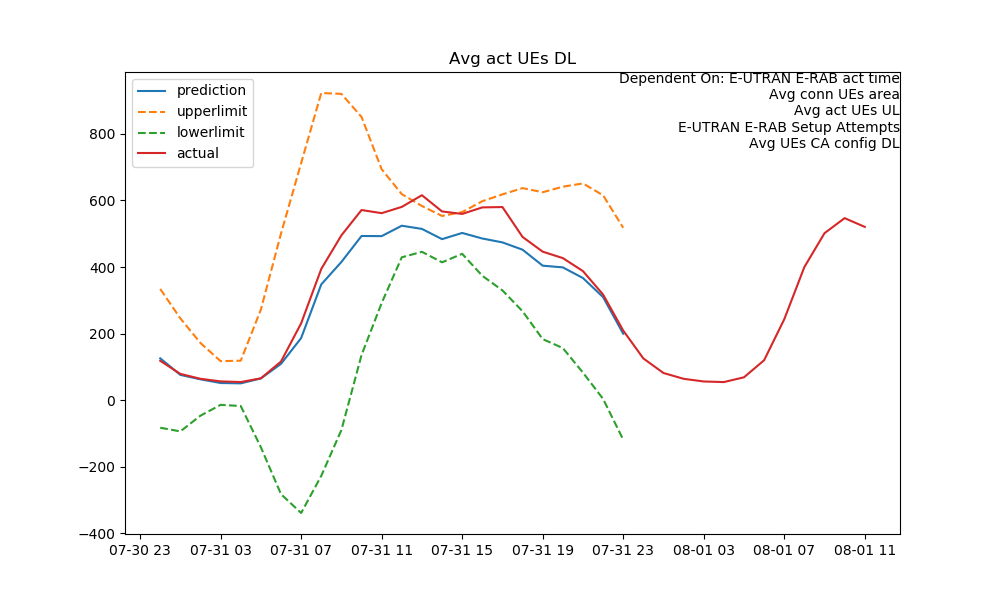 Avg act UEs DL
prediction
upperlimit
lowerlimit
actual
Dependent On: E-UTRAN E-RAB act time
Avg conn UEs area
Avg act UEs UL
E-UTRAN E-RAB Setup Attempts
Avg UEs CA config DL
800
600
400
200
0
−200
−400
07-30 23 07-31 03 07-31 07 07-31 11 07-31 15 07-31 19 07-31 23 08-01 03 08-01 07 08-01 11